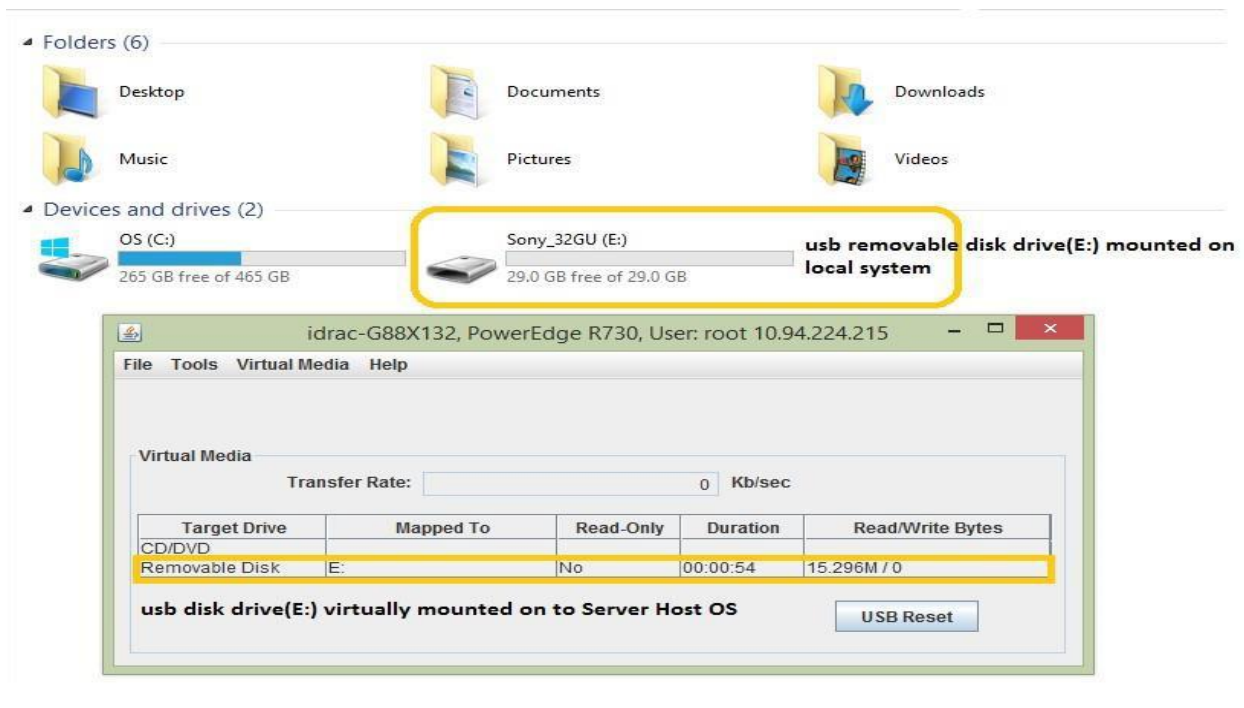 Folders (6)
Desktop
Documents
Downloads
Music
Pictures
Videos
Devices and drives (2)
OS (C:)
265 GB free of 465 GB
Sony_32GU (E:)
29.0 GB free of 29.0 GB
usb removable disk drive(E:) mounted on
local system
idrac-G88X132, PowerEdge R730, User: root 10.94.224.215
File Tools Virtual Media Help
Virtual Media
Transfer Rate: 0 Kb/sec
Target Drive Mapped To Read-Only Duration Read/Write Bytes
CD/DVD
Removable Disk E: No 00:00:54 15.296M / 0
usb disk drive(E:) virtually mounted on to Server Host OS
USB Reset